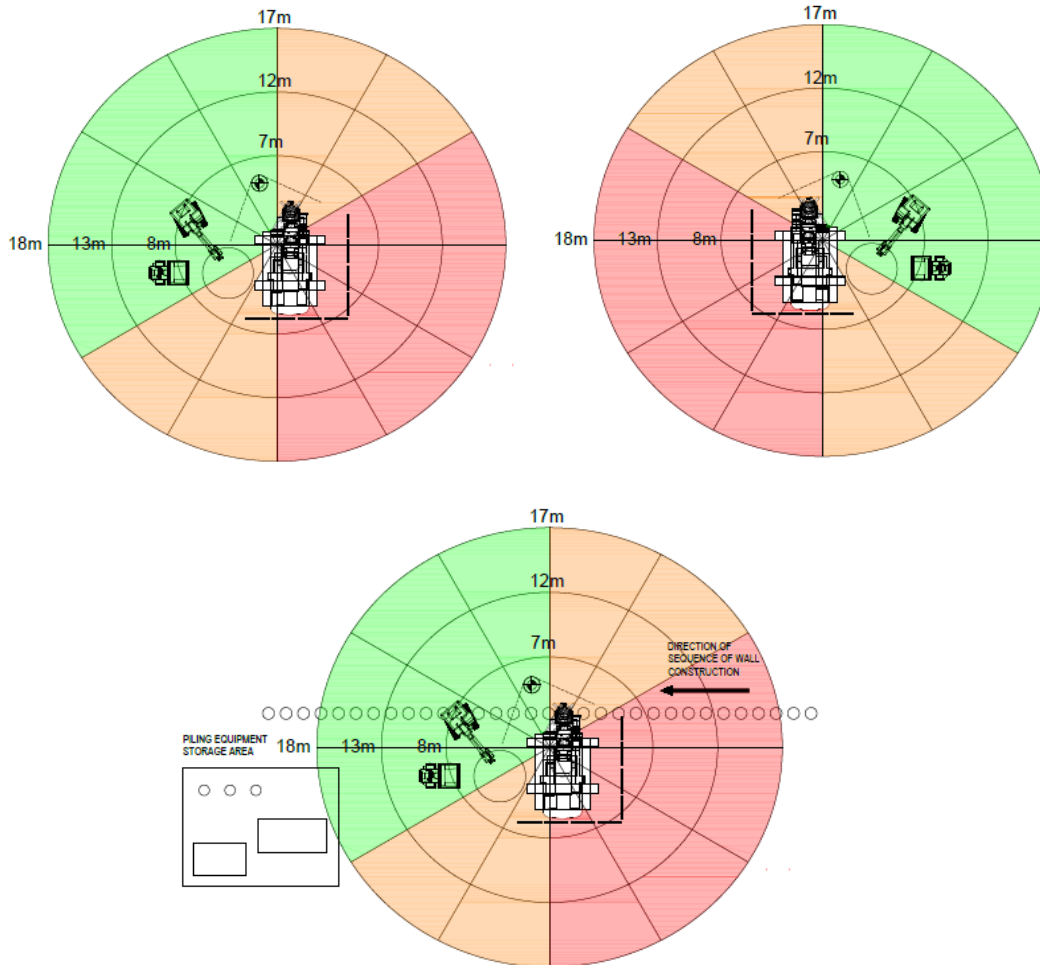 17m
12m
7m
18m 13m 8m
17m
12m
7m
18m 13m 8m
17m
12m
7m
DIRECTION OF
SEQUENCE OF WALL
CONSTRUCTION
PILING EQUIPMENT
STORAGE AREA
18m 13m 8m